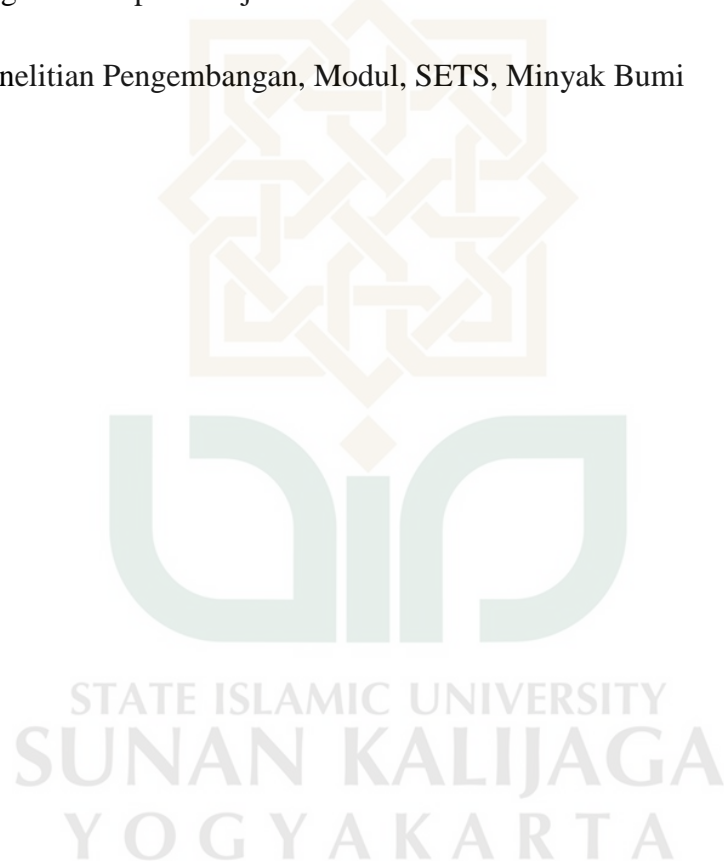 nelitian Pengembangan, Modul, SETS, Minyak Bumi
STATE ISLAMIC UNIVERSITY
SUNAN KALIJAGA
YOGYAKARTA